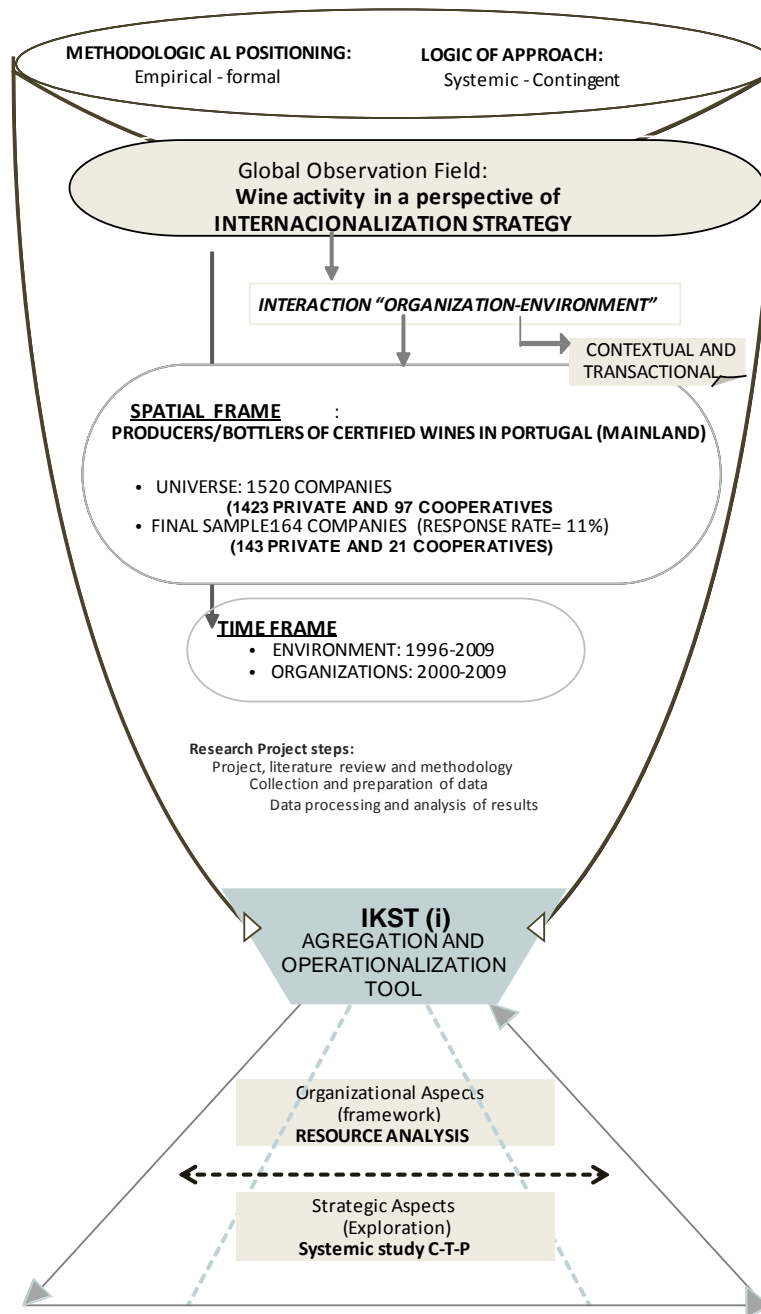 METHODOLOGIC AL POSITIONING:
Empirical - formal
LOGIC OF APPROACH:
Systemic - Contingent
Global Observation Field:
Wine activity in a perspective of
INTERNACIONALIZATION STRATEGY
INTERACTION “ORGANIZATION-ENVIRONMENT”
CONTEXTUAL AND
TRANSACTIONAL
SPATIAL FRAME :
PRODUCERS/BOTTLERS OF CERTIFIED WINES IN PORTUGAL (MAINLAND)
• UNIVERSE: 1520 COMPANIES
(1423 PRIVATE AND 97 COOPERATIVES
• FINAL SAMPLE:164 COMPANIES (RESPONSE RATE= 11%)
(143 PRIVATE AND 21 COOPERATIVES)
TIME FRAME
• ENVIRONMENT: 1996-2009
• ORGANIZATIONS: 2000-2009
Research Project steps:
Project, literature review and methodology
Collection and preparation of data
Data processing and analysis of results
IKST (i)
AGREGATION AND
OPERATIONALIZATION
TOOL
Organizational Aspects
(framework)
RESOURCE ANALYSIS
Strategic Aspects
(Exploration)
Systemic study C-T-P